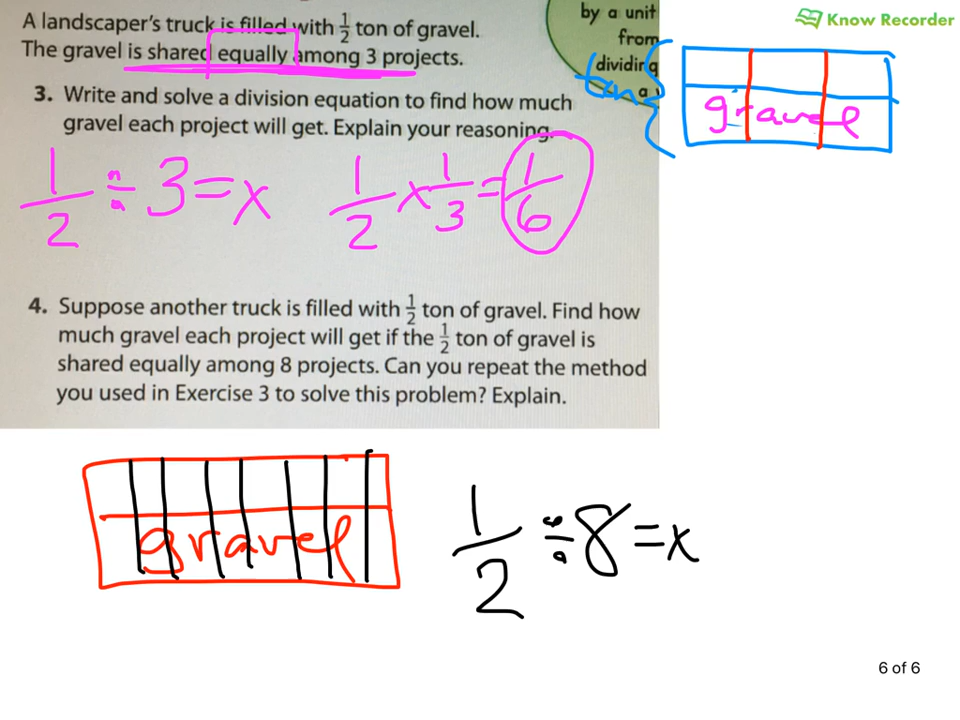 Know Recorder
A landscaper's truck is filled with 1/2 ton of gravel.
The gravel is shared equally among 3 projects.
3. Write and solve a division equation to find how much
gravel each project will get. Explain your reasoning.
by a unit
from
dividing
a
ton
gravel
1/2 ÷ 3 = x 1/2 x 1/3 = 1/6
4. Suppose another truck is filled with 1/2 ton of gravel. Find how
much gravel each project will get if the 1/2 ton of gravel is
shared equally among 8 projects. Can you repeat the method
you used in Exercise 3 to solve this problem? Explain.
gravel
1/2 ÷ 8 = x
6 of 6